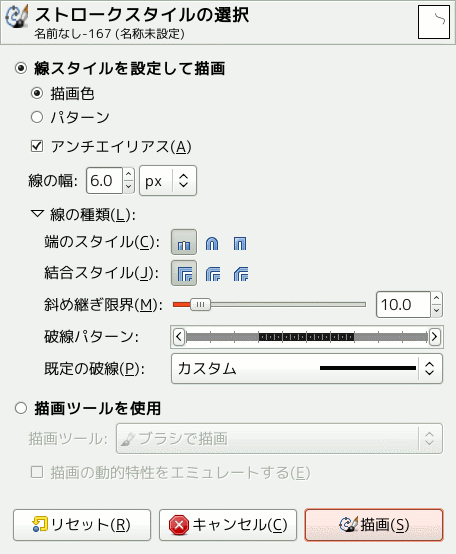 ストロークスタイルの選択
名前なし-167 (名称未設定)
線スタイルを設定して描画
描画色
パターン
アンチエイリアス(A)
線の幅: 6.0 px
線の種類(L):
端のスタイル(C):
結合スタイル(J):
斜め継ぎ限界(M): 10.0
破線パターン:
既定の破線(P): カスタム
描画ツールを使用
描画ツール: ブラシで描画
描画の動的特性をエミュレートする(E)
リセット(R) キャンセル(C) 描画(S)